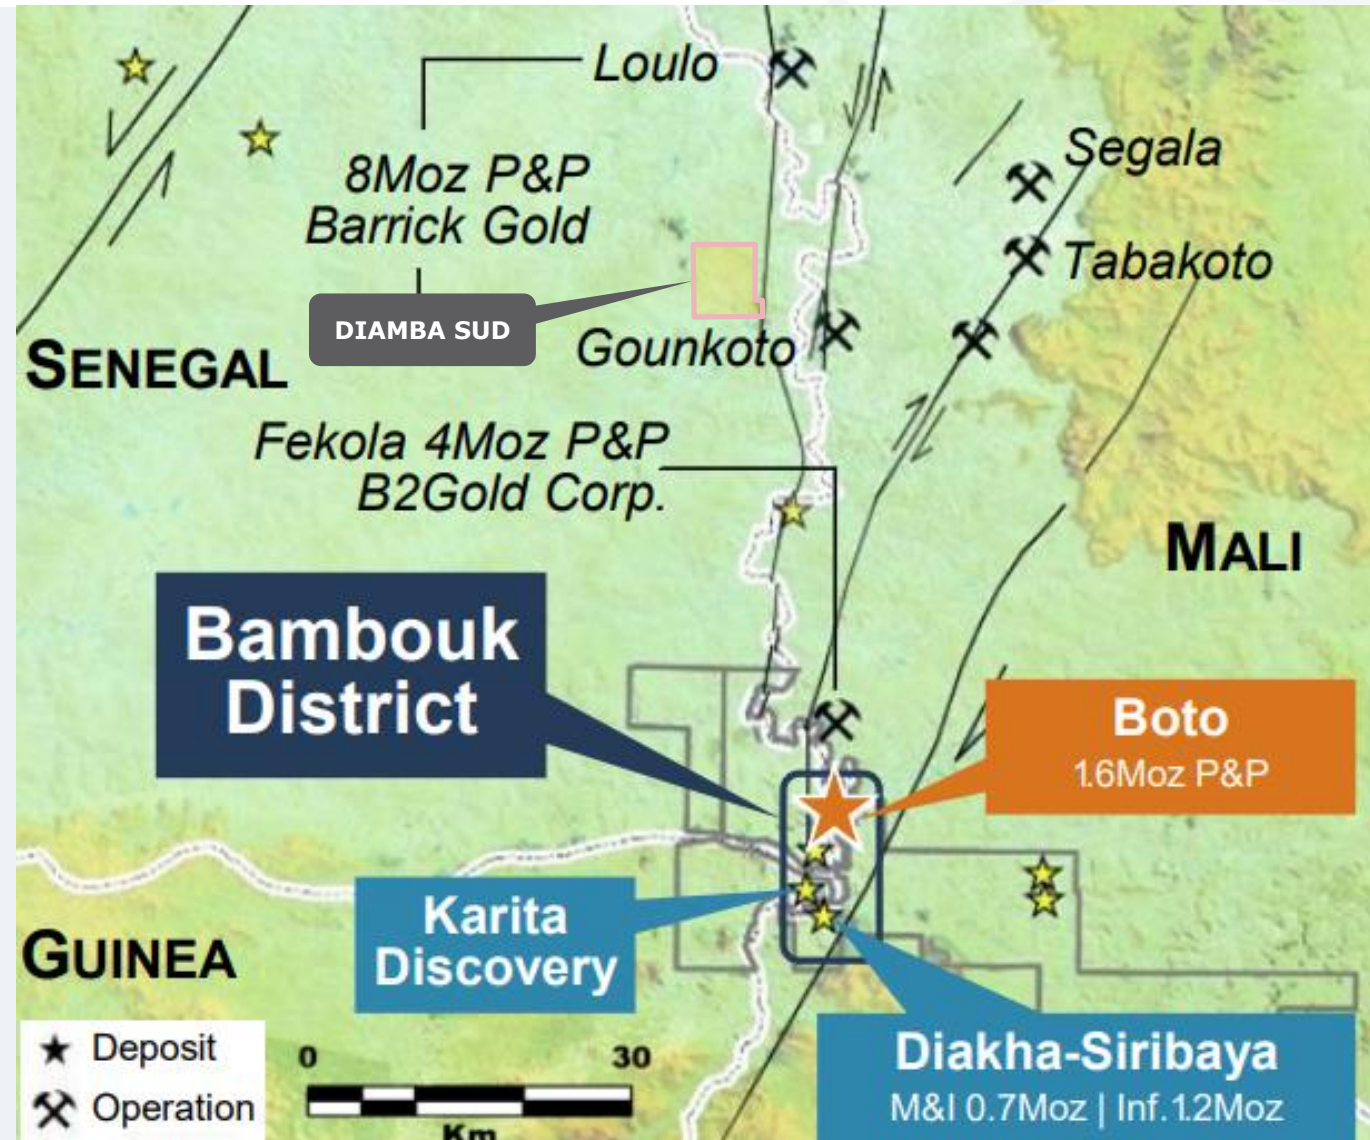 Loulo
8Moz P&P
Barrick Gold
Segala
Tabakoto
DIAMBA SUD
Gounkoto
SENEGAL
Fekola 4Moz P&P
B2Gold Corp.
MALI
Bambouk
District
Boto
1.6Moz P&P
Karita
Discovery
GUINEA
Diakha-Siribaya
M&I 0.7Moz | Inf. 1.2Moz
Deposit
Operation
0 30
Km